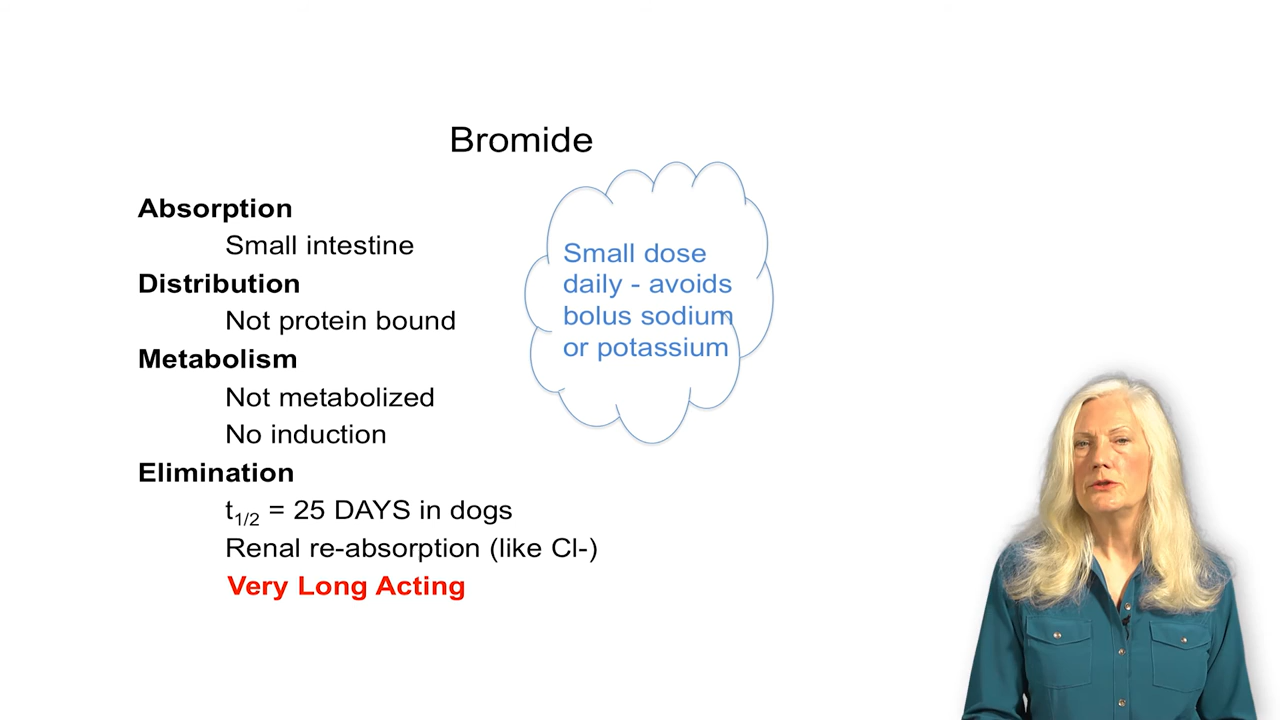 Bromide
Absorption
Small intestine
Distribution
Not protein bound
Metabolism
Not metabolized
No induction
Elimination
t1/2 = 25 DAYS in dogs
Renal re-absorption (like Cl-)
Very Long Acting
Small dose
daily - avoids
bolus sodium
or potassium